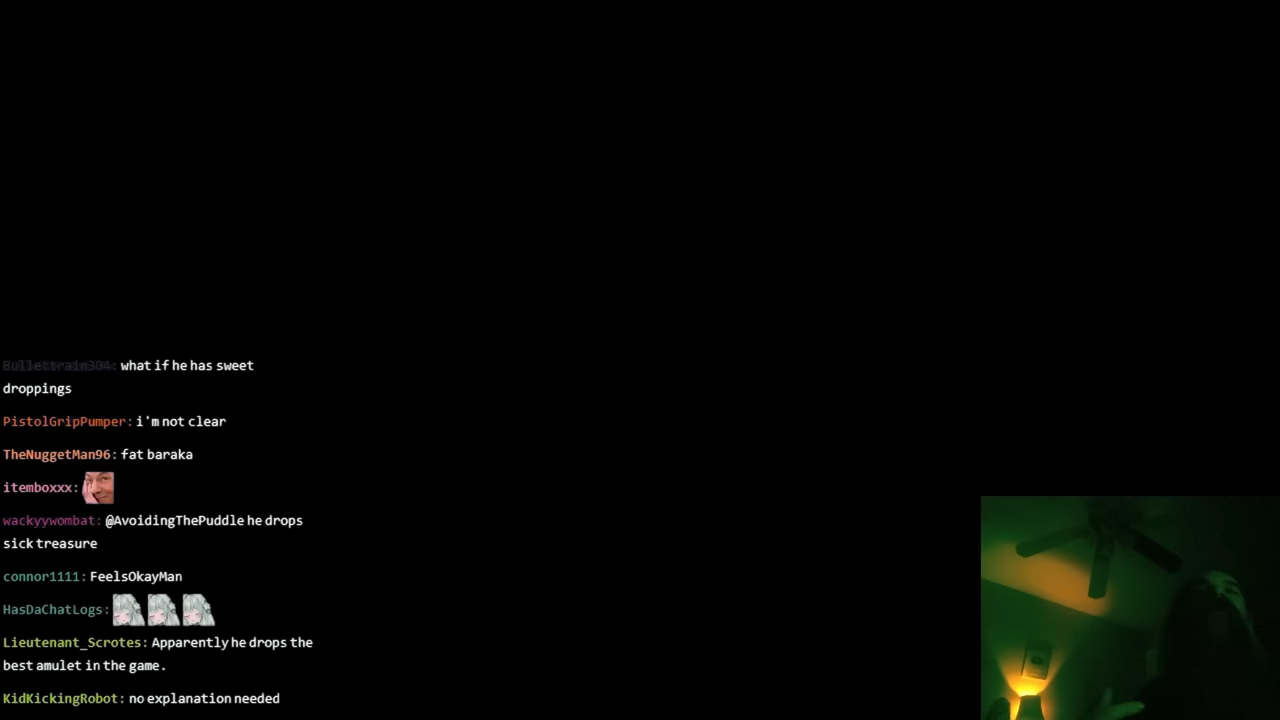 Bullettrain304: what if he has sweet
droppings
PistolGripPumper: i'm not clear
TheNuggetMan96: fat baraka
itemboxxx:
wackyywombat: @AvoidingThePuddle he drops
sick treasure
connor1111: FeelsOkayMan
HasDaChatLogs:
Lieutenant_Scrotes: Apparently he drops the
best amulet in the game.
KidKickingRobot: no explanation needed